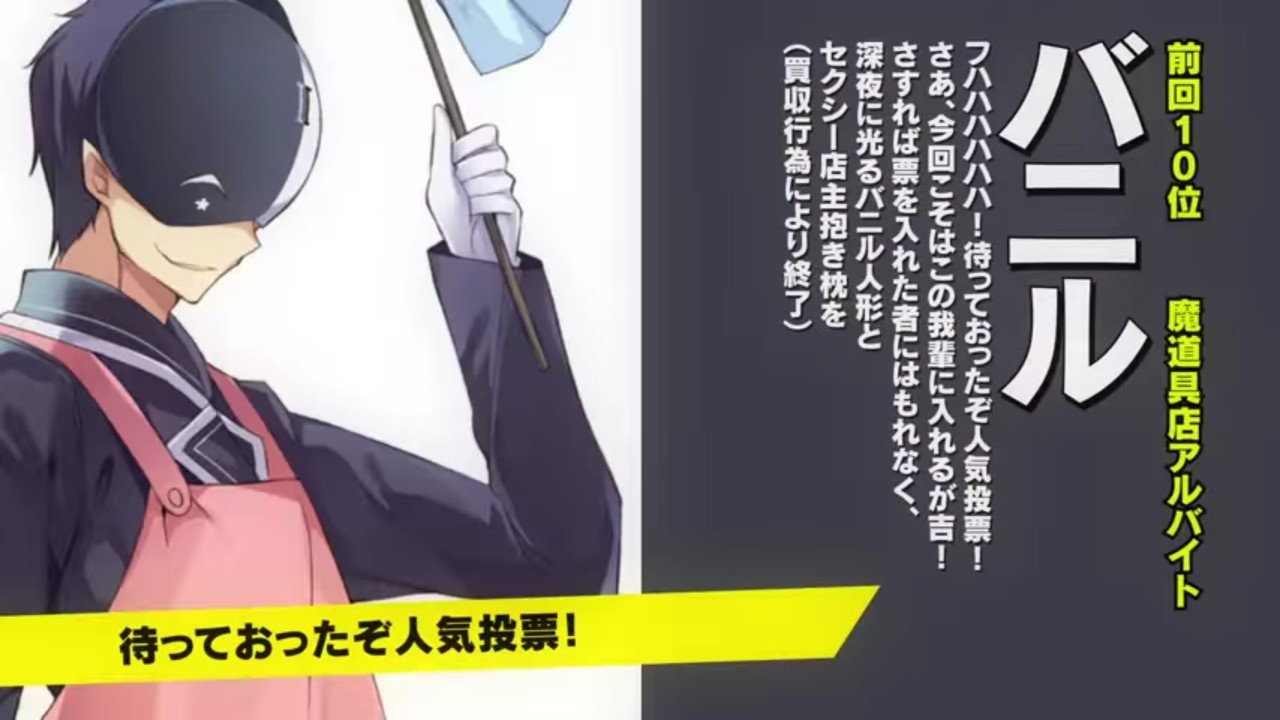 前回10位　魔道具店アルバイト
バニル
フハハハハハハ！待っておったぞ人気投票！
さあ、今回こそはこの我輩に入れるが吉！
さすれば票を入れた者にはもれなく、
深夜に光るバニル人形と
セクシー店主抱き枕を
（買収行為により終了）
待っておったぞ人気投票！